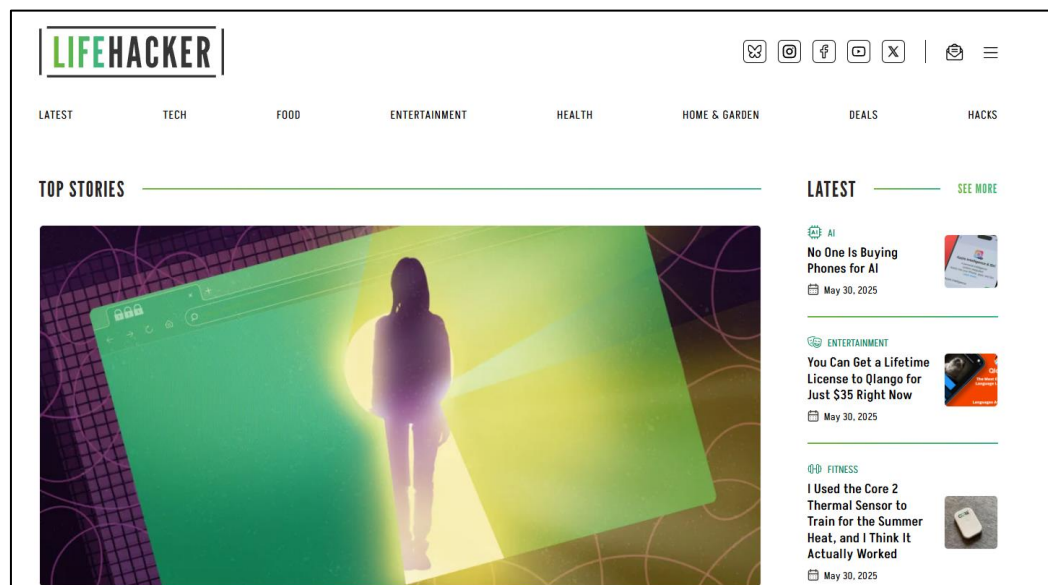 LIFEHACKER
LATEST TECH FOOD ENTERTAINMENT HEALTH HOME & GARDEN DEALS HACKS
TOP STORIES
LATEST SEE MORE
AI
No One Is Buying
Phones for AI
May 30, 2025
ENTERTAINMENT
You Can Get a Lifetime
License to Qlango for
Just $35 Right Now
May 30, 2025
FITNESS
I Used the Core 2
Thermal Sensor to
Train for the Summer
Heat, and I Think It
Actually Worked
May 30, 2025